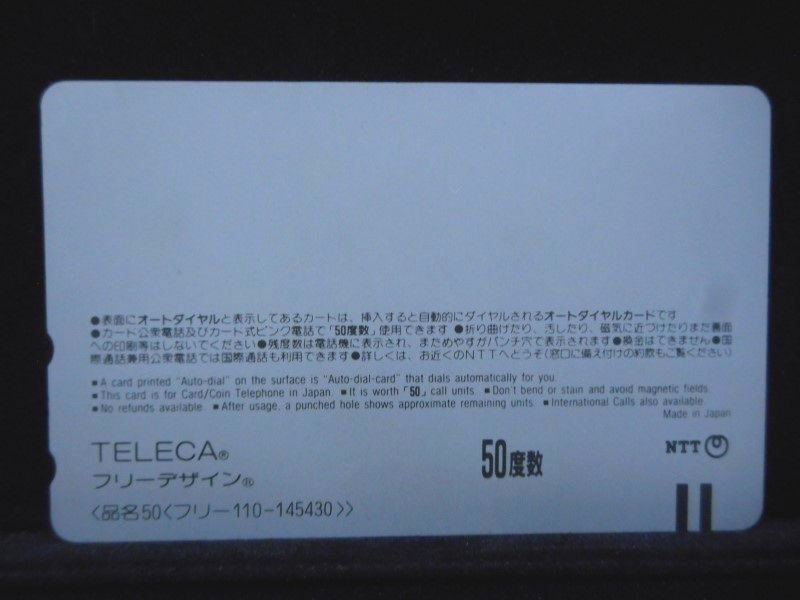 ●表面にオートダイヤルと表示してあるカードは、挿入すると自動的にダイヤルされるオートダイヤルカードです
●カード公衆電話及びカード式ピンク電話で「50度数」使用できます ●折り曲げたり、汚したり、磁気に近づけたりまた裏面
への印刷等はしないでください ●残度数は電話機に表示され、まためやすがパンチ穴で表示されます ●換金はできません ●国
際通話兼用公衆電話では国際通話も利用できます ●詳しくは、お近くのNTTへどうぞ(窓口に備え付けの約款もご覧ください)
■ A card printed "Auto-dial" on the surface is "Auto-dial-card" that dials automatically for you.
■ This card is for Card/Coin Telephone in Japan. ■ It is worth「50」call units. ■ Don't bend or stain and avoid magnetic fields.
■ No refunds available. ■ After usage, a punched hole shows approximate remaining units. ■ International Calls also available.
Made in Japan
TELECA®
フリーデザイン®
50度数
NTT
〈品名50〈フリー110-145430〉〉